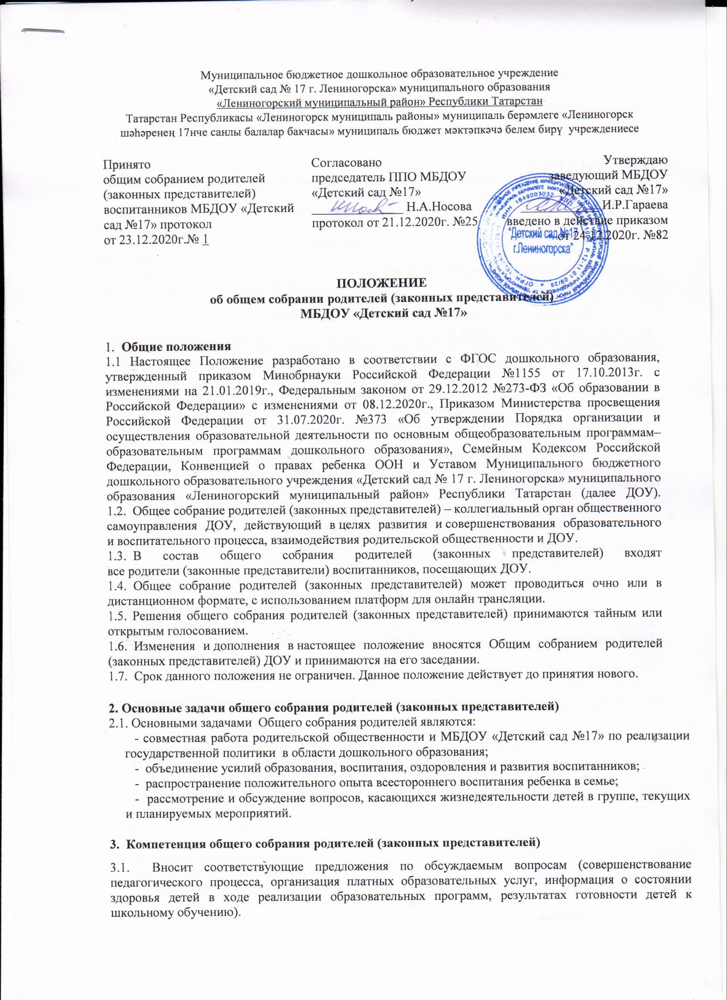 Муниципальное бюджетное дошкольное образовательное учреждение
«Детский сад № 17 г. Лениногорска» муниципального образования
«Лениногорский муниципальный район» Республики Татарстан
Татарстан Республикасы «Лениногорск муниципаль районы» муниципаль берәмлеге «Лениногорск
шәһәренең 17нче санлы балалар бакчасы» муниципаль бюджет мәктәпкәчә белем бирү учреждениесе
Принято
общим собранием родителей
(законных представителей)
воспитанников МБДОУ «Детский
сад №17» протокол
от 23.12.2020г.№ 1
Согласовано
председатель ППО МБДОУ
«Детский сад №17»
Н.А.Носова
протокол от 21.12.2020г. №25
Утверждаю
заведующий МБДОУ
«Детский сад №17»
И.Р.Гараева
введено в действие приказом
от 24.12.2020г. №82
"Детский сад №17
г.Лениногорска"
ИНН 1649007032
ПОЛОЖЕНИЕ
об общем собрании родителей (законных представителей)
МБДОУ «Детский сад №17»
1. Общие положения
1.1 Настоящее Положение разработано в соответствии с ФГОС дошкольного образования,
утвержденный приказом Минобрнауки Российской Федерации №1155 от 17.10.2013г. с
изменениями на 21.01.2019г., Федеральным законом от 29.12.2012 №273-ФЗ «Об образовании в
Российской Федерации» с изменениями от 08.12.2020г., Приказом Министерства просвещения
Российской Федерации от 31.07.2020г. №373 «Об утверждении Порядка организации и
осуществления образовательной деятельности по основным общеобразовательным программам–
образовательным программам дошкольного образования», Семейным Кодексом Российской
Федерации, Конвенцией о правах ребенка ООН и Уставом Муниципального бюджетного
дошкольного образовательного учреждения «Детский сад № 17 г. Лениногорска» муниципального
образования «Лениногорский муниципальный район» Республики Татарстан (далее ДОУ).
1.2. Общее собрание родителей (законных представителей) – коллегиальный орган общественного
самоуправления ДОУ, действующий в целях развития и совершенствования образовательного
и воспитательного процесса, взаимодействия родительской общественности и ДОУ.
1.3. В состав общего собрания родителей (законных представителей) входят
все родители (законные представители) воспитанников, посещающих ДОУ.
1.4. Общее собрание родителей (законных представителей) может проводиться очно или в
дистанционном формате, с использованием платформ для онлайн трансляции.
1.5. Решения общего собрания родителей (законных представителей) принимаются тайным или
открытым голосованием.
1.6. Изменения и дополнения в настоящее положение вносятся Общим собранием родителей
(законных представителей) ДОУ и принимаются на его заседании.
1.7. Срок данного положения не ограничен. Данное положение действует до принятия нового.
2. Основные задачи общего собрания родителей (законных представителей)
2.1. Основными задачами Общего собрания родителей являются:
- совместная работа родительской общественности и МБДОУ «Детский сад №17» по реализации
государственной политики в области дошкольного образования;
- объединение усилий образования, воспитания, оздоровления и развития воспитанников;
- распространение положительного опыта всестороннего воспитания ребенка в семье;
- рассмотрение и обсуждение вопросов, касающихся жизнедеятельности детей в группе, текущих
и планируемых мероприятий.
3. Компетенция общего собрания родителей (законных представителей)
3.1. Вносит соответствующие предложения по обсуждаемым вопросам (совершенствование
педагогического процесса, организация платных образовательных услуг, информация о состоянии
здоровья детей в ходе реализации образовательных программ, результатах готовности детей к
школьному обучению).